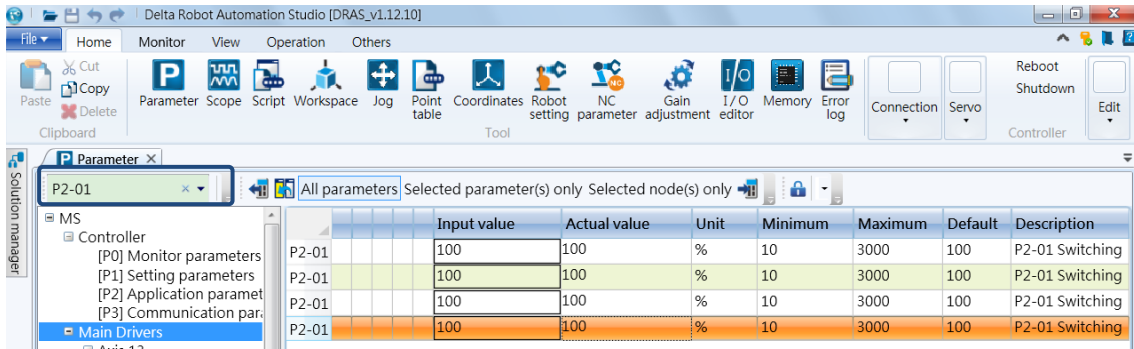 Delta Robot Automation Studio [DRAS_v1.12.10]
File Home Monitor View Operation Others
Paste Cut Copy Delete
Clipboard
Parameter Scope Script Workspace Jog Point table Coordinates Robot setting NC parameter Gain adjustment I/O editor Memory Error log
Tool
Connection Servo
Reboot
Shutdown
Controller
Edit
Parameter
Solution manager
P2-01 All parameters Selected parameter(s) only Selected node(s) only
MS
Controller
[P0] Monitor parameters
[P1] Setting parameters
[P2] Application paramet
[P3] Communication par
Main Drivers
Input value Actual value Unit Minimum Maximum Default Description
P2-01 100 100 % 10 3000 100 P2-01 Switching
P2-01 100 100 % 10 3000 100 P2-01 Switching
P2-01 100 100 % 10 3000 100 P2-01 Switching
P2-01 100 100 % 10 3000 100 P2-01 Switching